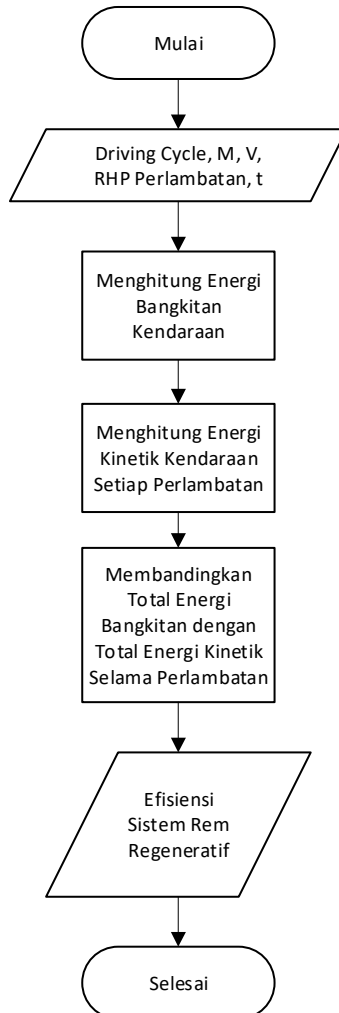 Mulai
Driving Cycle, M, V,
RHP Perlambatan, t
Menghitung Energi
Bangkitan
Kendaraan
Menghitung Energi
Kinetik Kendaraan
Setiap Perlambatan
Membandingkan
Total Energi
Bangkitan dengan
Total Energi Kinetik
Selama Perlambatan
Efisiensi
Sistem Rem
Regeneratif
Selesai